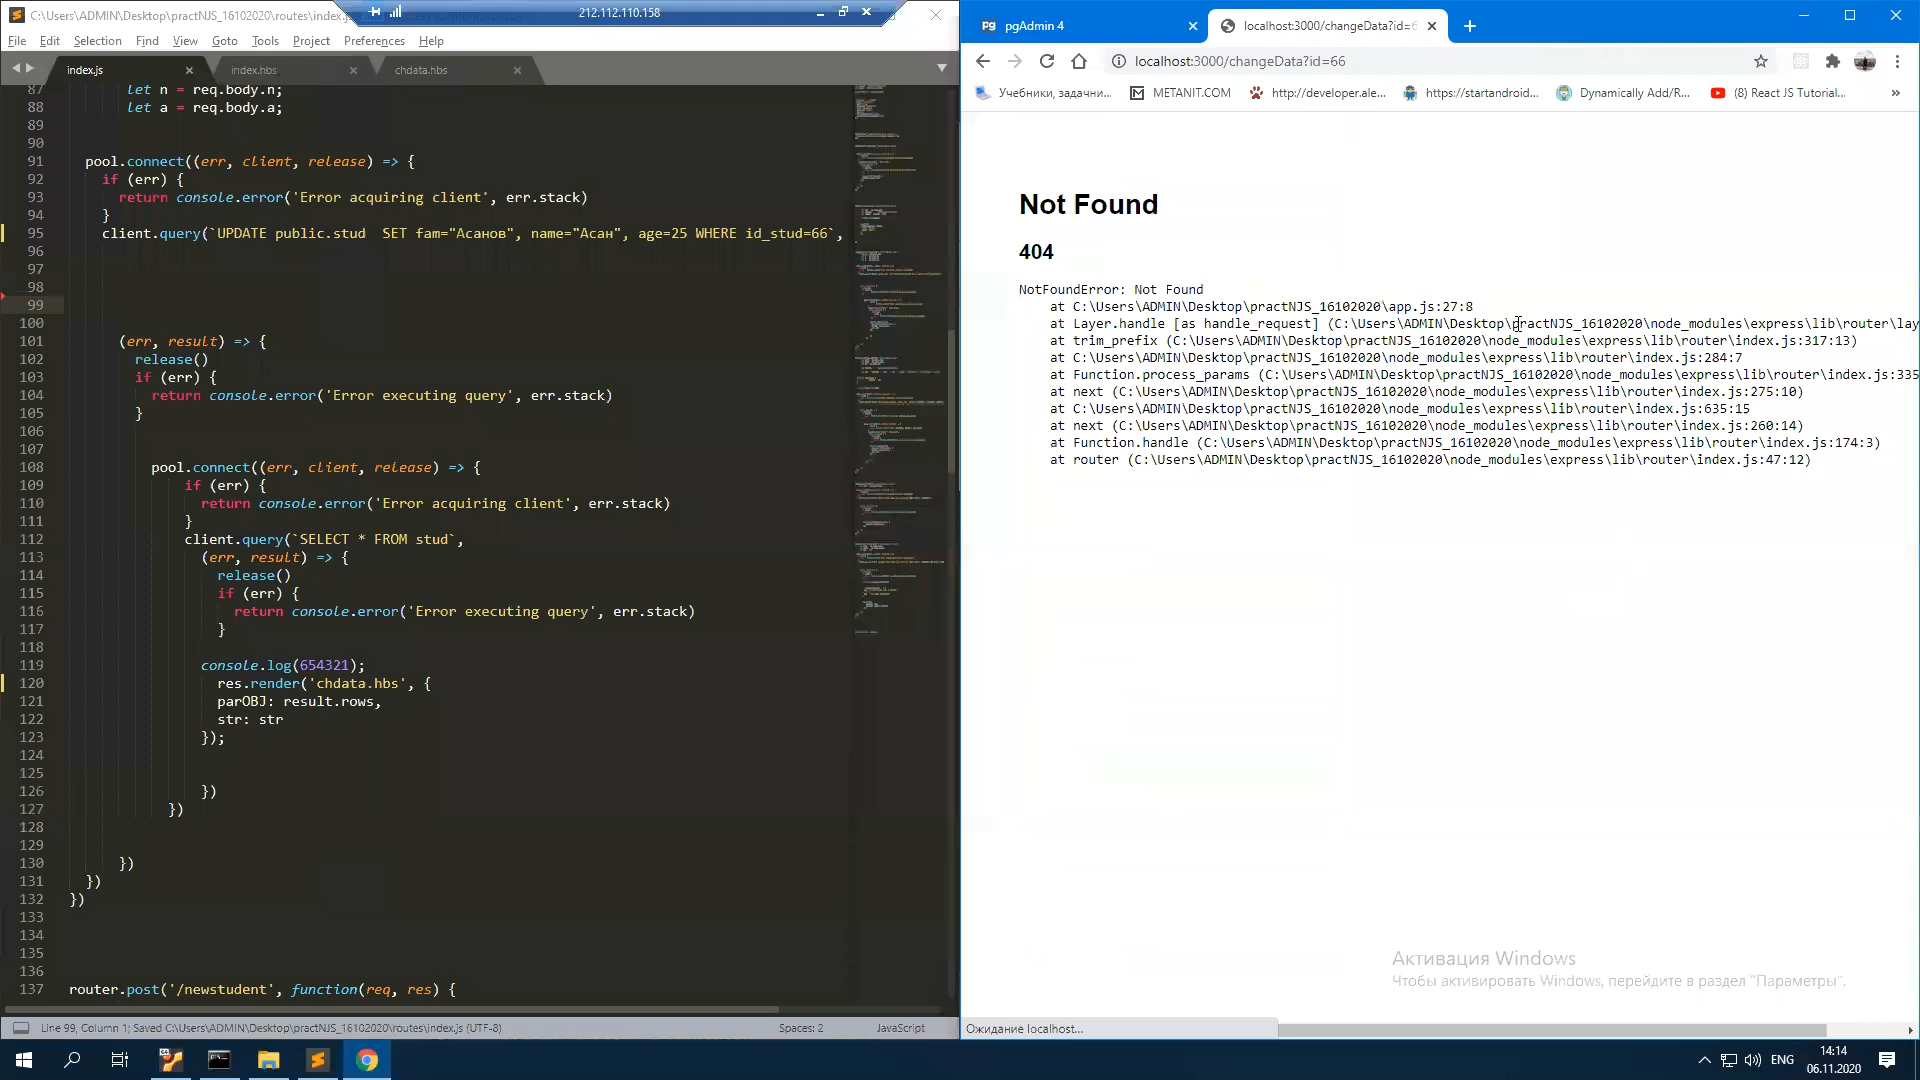 C:\Users\ADMIN\Desktop\practNJS_16102020\routes\index.j
212.112.110.158
File Edit Selection Find View Goto Tools Project Preferences Help
index.js
index.hbs
chdata.hbs
87 let n = req.body.n;
88 let a = req.body.a;
89
90
91 pool.connect((err, client, release) => {
92 if (err) {
93 return console.error('Error acquiring client', err.stack)
94 }
95 client.query(`UPDATE public.stud  SET fam="Асанов", name="Асан", age=25 WHERE id_stud=66`,
96
97
98
99
100
101 (err, result) => {
102 release()
103 if (err) {
104 return console.error('Error executing query', err.stack)
105 }
106
107
108 pool.connect((err, client, release) => {
109 if (err) {
110 return console.error('Error acquiring client', err.stack)
111 }
112 client.query(`SELECT * FROM stud`,
113 (err, result) => {
114 release()
115 if (err) {
116 return console.error('Error executing query', err.stack)
117 }
118
119 console.log(654321);
120 res.render('chdata.hbs', {
121 parOBJ: result.rows,
122 str: str
123 });
124
125
126 })
127 })
128
129
130 })
131 })
132 })
133
134
135
136
137 router.post('/newstudent', function(req, res) {
Line 99, Column 1; Saved C:\Users\ADMIN\Desktop\practNJS_16102020\routes\index.js (UTF-8)
Spaces: 2
JavaScript
pgAdmin 4
localhost:3000/changeData?id=6
localhost:3000/changeData?id=66
Учебники, задачни...
METANIT.COM
http://developer.ale...
https://startandroid...
Dynamically Add/R...
(8) React JS Tutorial...
Not Found
404
NotFoundError: Not Found
at C:\Users\ADMIN\Desktop\practNJS_16102020\app.js:27:8
at Layer.handle [as handle_request] (C:\Users\ADMIN\Desktop\practNJS_16102020\node_modules\express\lib\router\lay
at trim_prefix (C:\Users\ADMIN\Desktop\practNJS_16102020\node_modules\express\lib\router\index.js:317:13)
at C:\Users\ADMIN\Desktop\practNJS_16102020\node_modules\express\lib\router\index.js:284:7
at Function.process_params (C:\Users\ADMIN\Desktop\practNJS_16102020\node_modules\express\lib\router\index.js:335
at next (C:\Users\ADMIN\Desktop\practNJS_16102020\node_modules\express\lib\router\index.js:275:10)
at C:\Users\ADMIN\Desktop\practNJS_16102020\node_modules\express\lib\router\index.js:635:15
at next (C:\Users\ADMIN\Desktop\practNJS_16102020\node_modules\express\lib\router\index.js:260:14)
at Function.handle (C:\Users\ADMIN\Desktop\practNJS_16102020\node_modules\express\lib\router\index.js:174:3)
at router (C:\Users\ADMIN\Desktop\practNJS_16102020\node_modules\express\lib\router\index.js:47:12)
Активация Windows
Чтобы активировать Windows, перейдите в раздел "Параметры".
Ожидание localhost...
ENG
14:14
06.11.2020